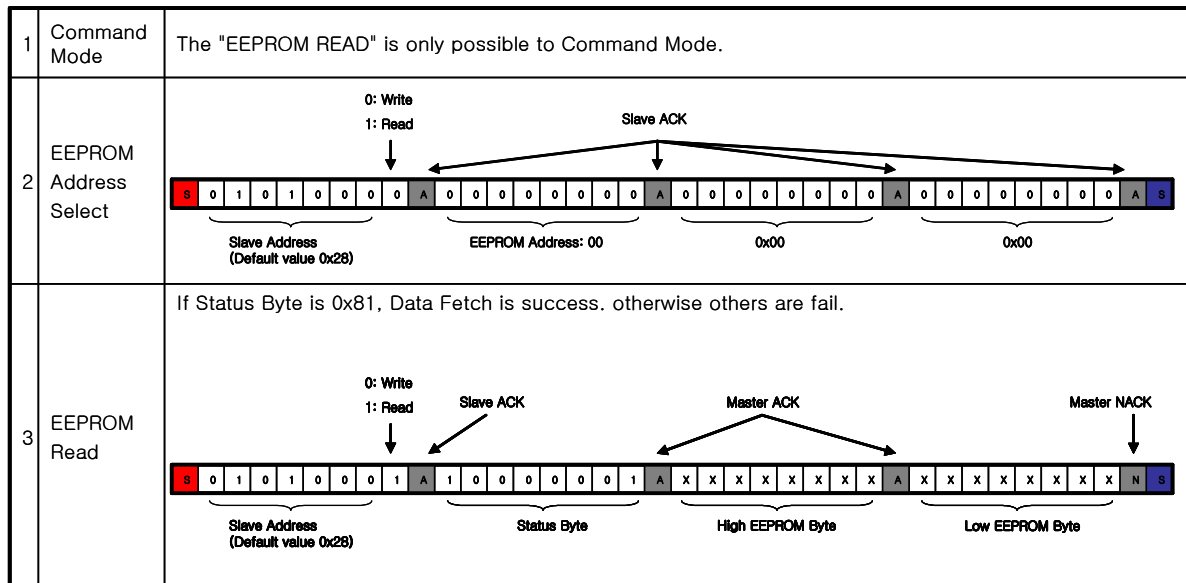 1 Command Mode The "EEPROM READ" is only possible to Command Mode.
2 EEPROM Address Select
0: Write
1: Read
Slave ACK
S 0 1 0 1 0 0 0 0 A 0 0 0 0 0 0 0 0 A 0 0 0 0 0 0 0 0 A 0 0 0 0 0 0 0 0 A S
Slave Address
(Default value 0x28)
EEPROM Address: 00
0x00
0x00
3 EEPROM Read
If Status Byte is 0x81, Data Fetch is success. otherwise others are fail.
0: Write
1: Read
Slave ACK
Master ACK
Master NACK
S 0 1 0 1 0 0 0 1 A 1 0 0 0 0 0 0 1 A X X X X X X X X A X X X X X X X X N S
Slave Address
(Default value 0x28)
Status Byte
High EEPROM Byte
Low EEPROM Byte